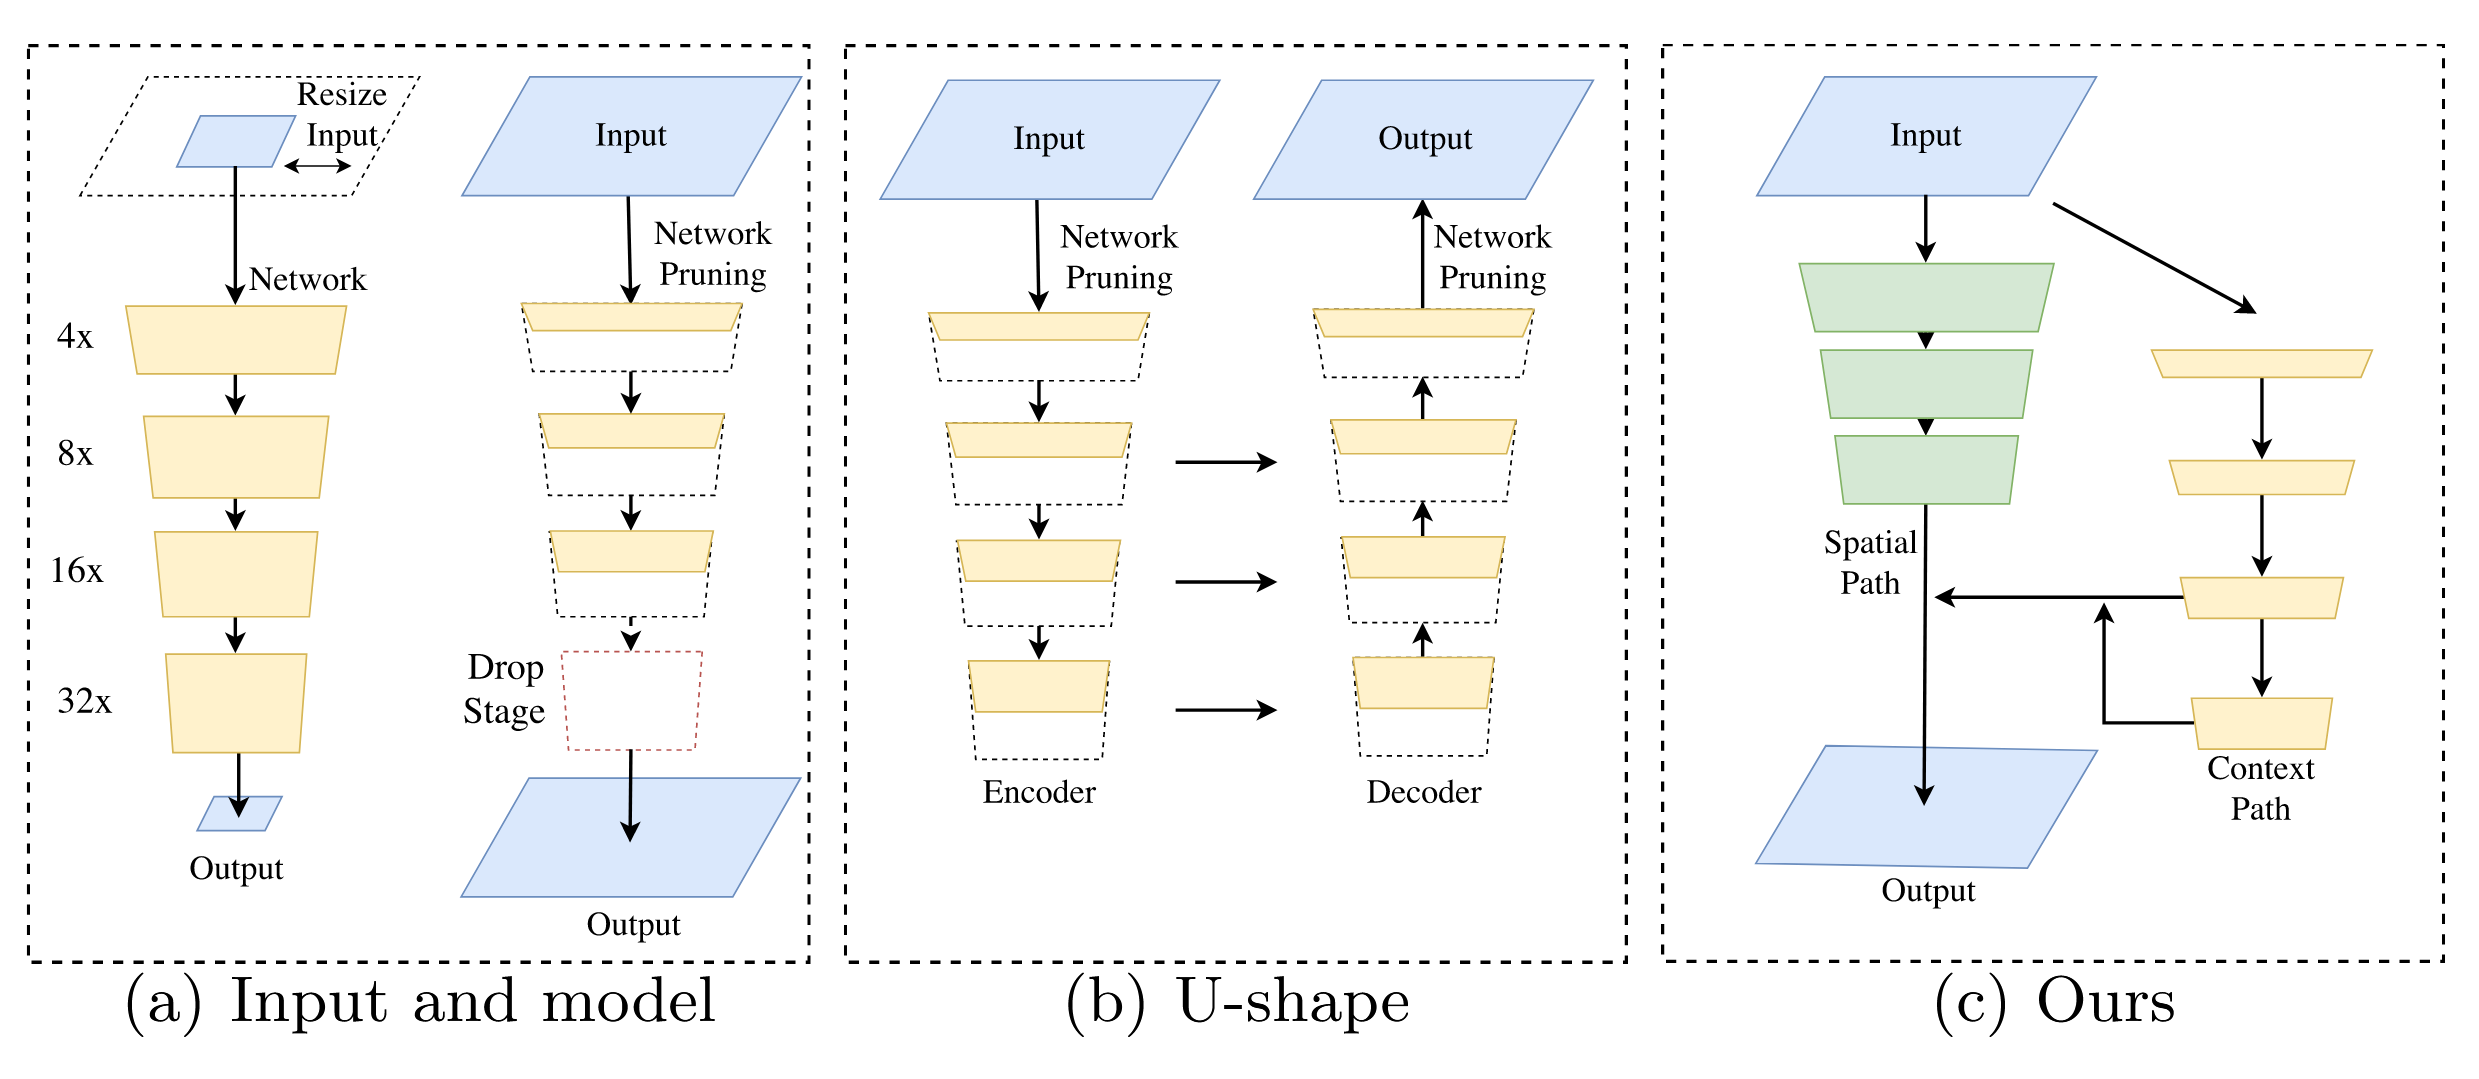 Resize
Input
Network
4x
8x
16x
32x
Output
Input
Network
Pruning
Drop
Stage
Output
(a) Input and model
Input
Network
Pruning
Encoder
Output
Network
Pruning
Decoder
(b) U-shape
Input
Spatial
Path
Context
Path
Output
(c) Ours